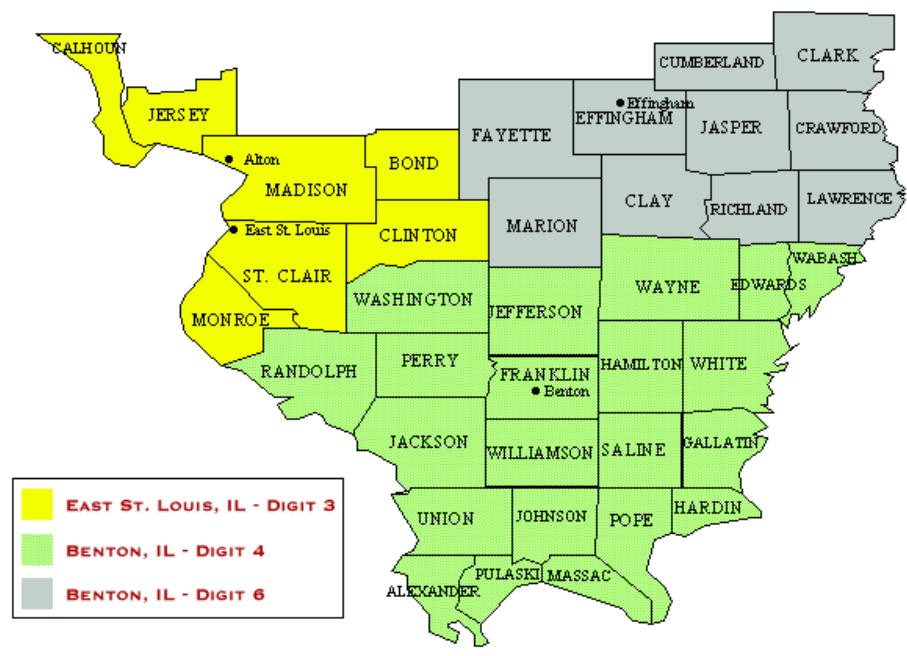 CALHOUN
CLARK
CUMBERLAND
Effingham
JERSEY
EFFINGHAM
JASPER
CRAWFORD
FAYETTE
Alton
BOND
MADISON
CLAY
LAWRENCE
RICHLAND
MARION
East St. Louis
CLINTON
WABASH
ST. CLAIR
WAYNE
EDWARDS
WASHINGTON
JEFFERSON
MONROE
PERRY
HAMILTON
WHITE
RANDOLPH
FRANKLIN
Benton
JACKSON
GALLATIN
WILLIAMSON
SALINE
HARDIN
UNION
JOHNSON
POPE
PULASKI
MASSAC
ALEXANDER
EAST ST. LOUIS, IL - DIGIT 3
BENTON, IL - DIGIT 4
BENTON, IL - DIGIT 6